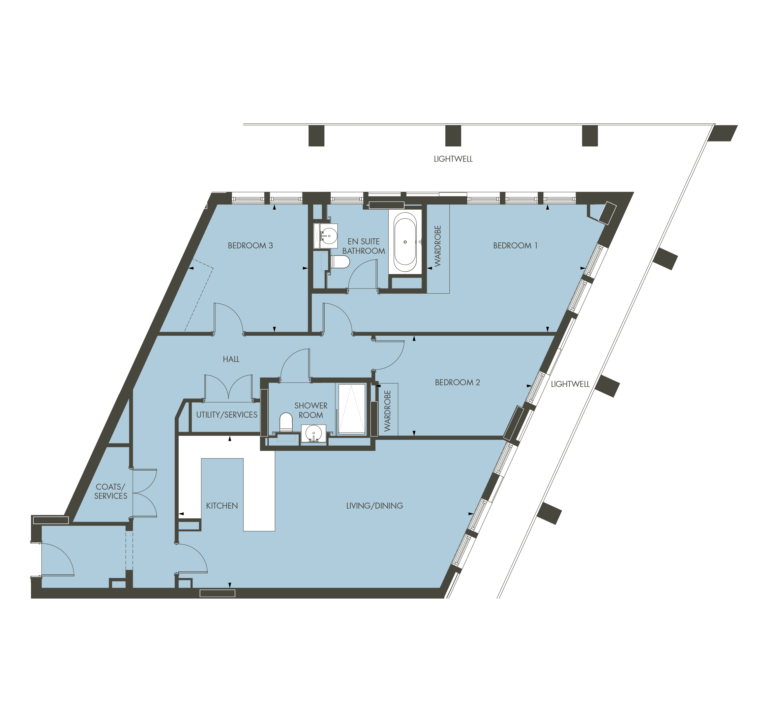 LIGHTWELL
BEDROOM 3
EN SUITE
BATHROOM
WARDROBE
BEDROOM 1
HALL
BEDROOM 2
LIGHTWELL
WARDROBE
SHOWER
ROOM
UTILITY/SERVICES
COATS/
SERVICES
KITCHEN
LIVING/DINING